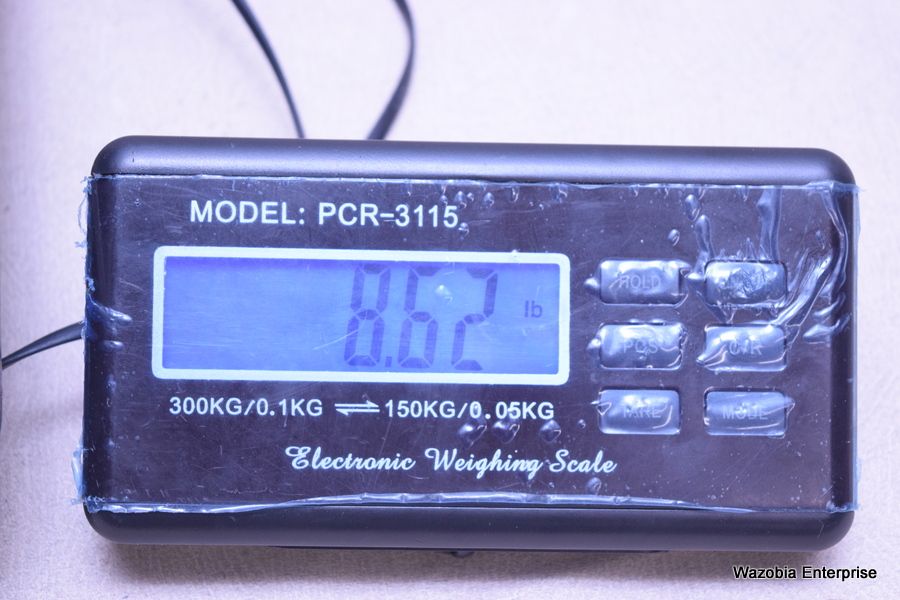 MODEL: PCR-3115
8.62 lb
HOLD
PCS C/R
TARE MODE
300KG/0.1KG ⇌ 150KG/0.05KG
Electronic Weighing Scale
Wazobia Enterprise